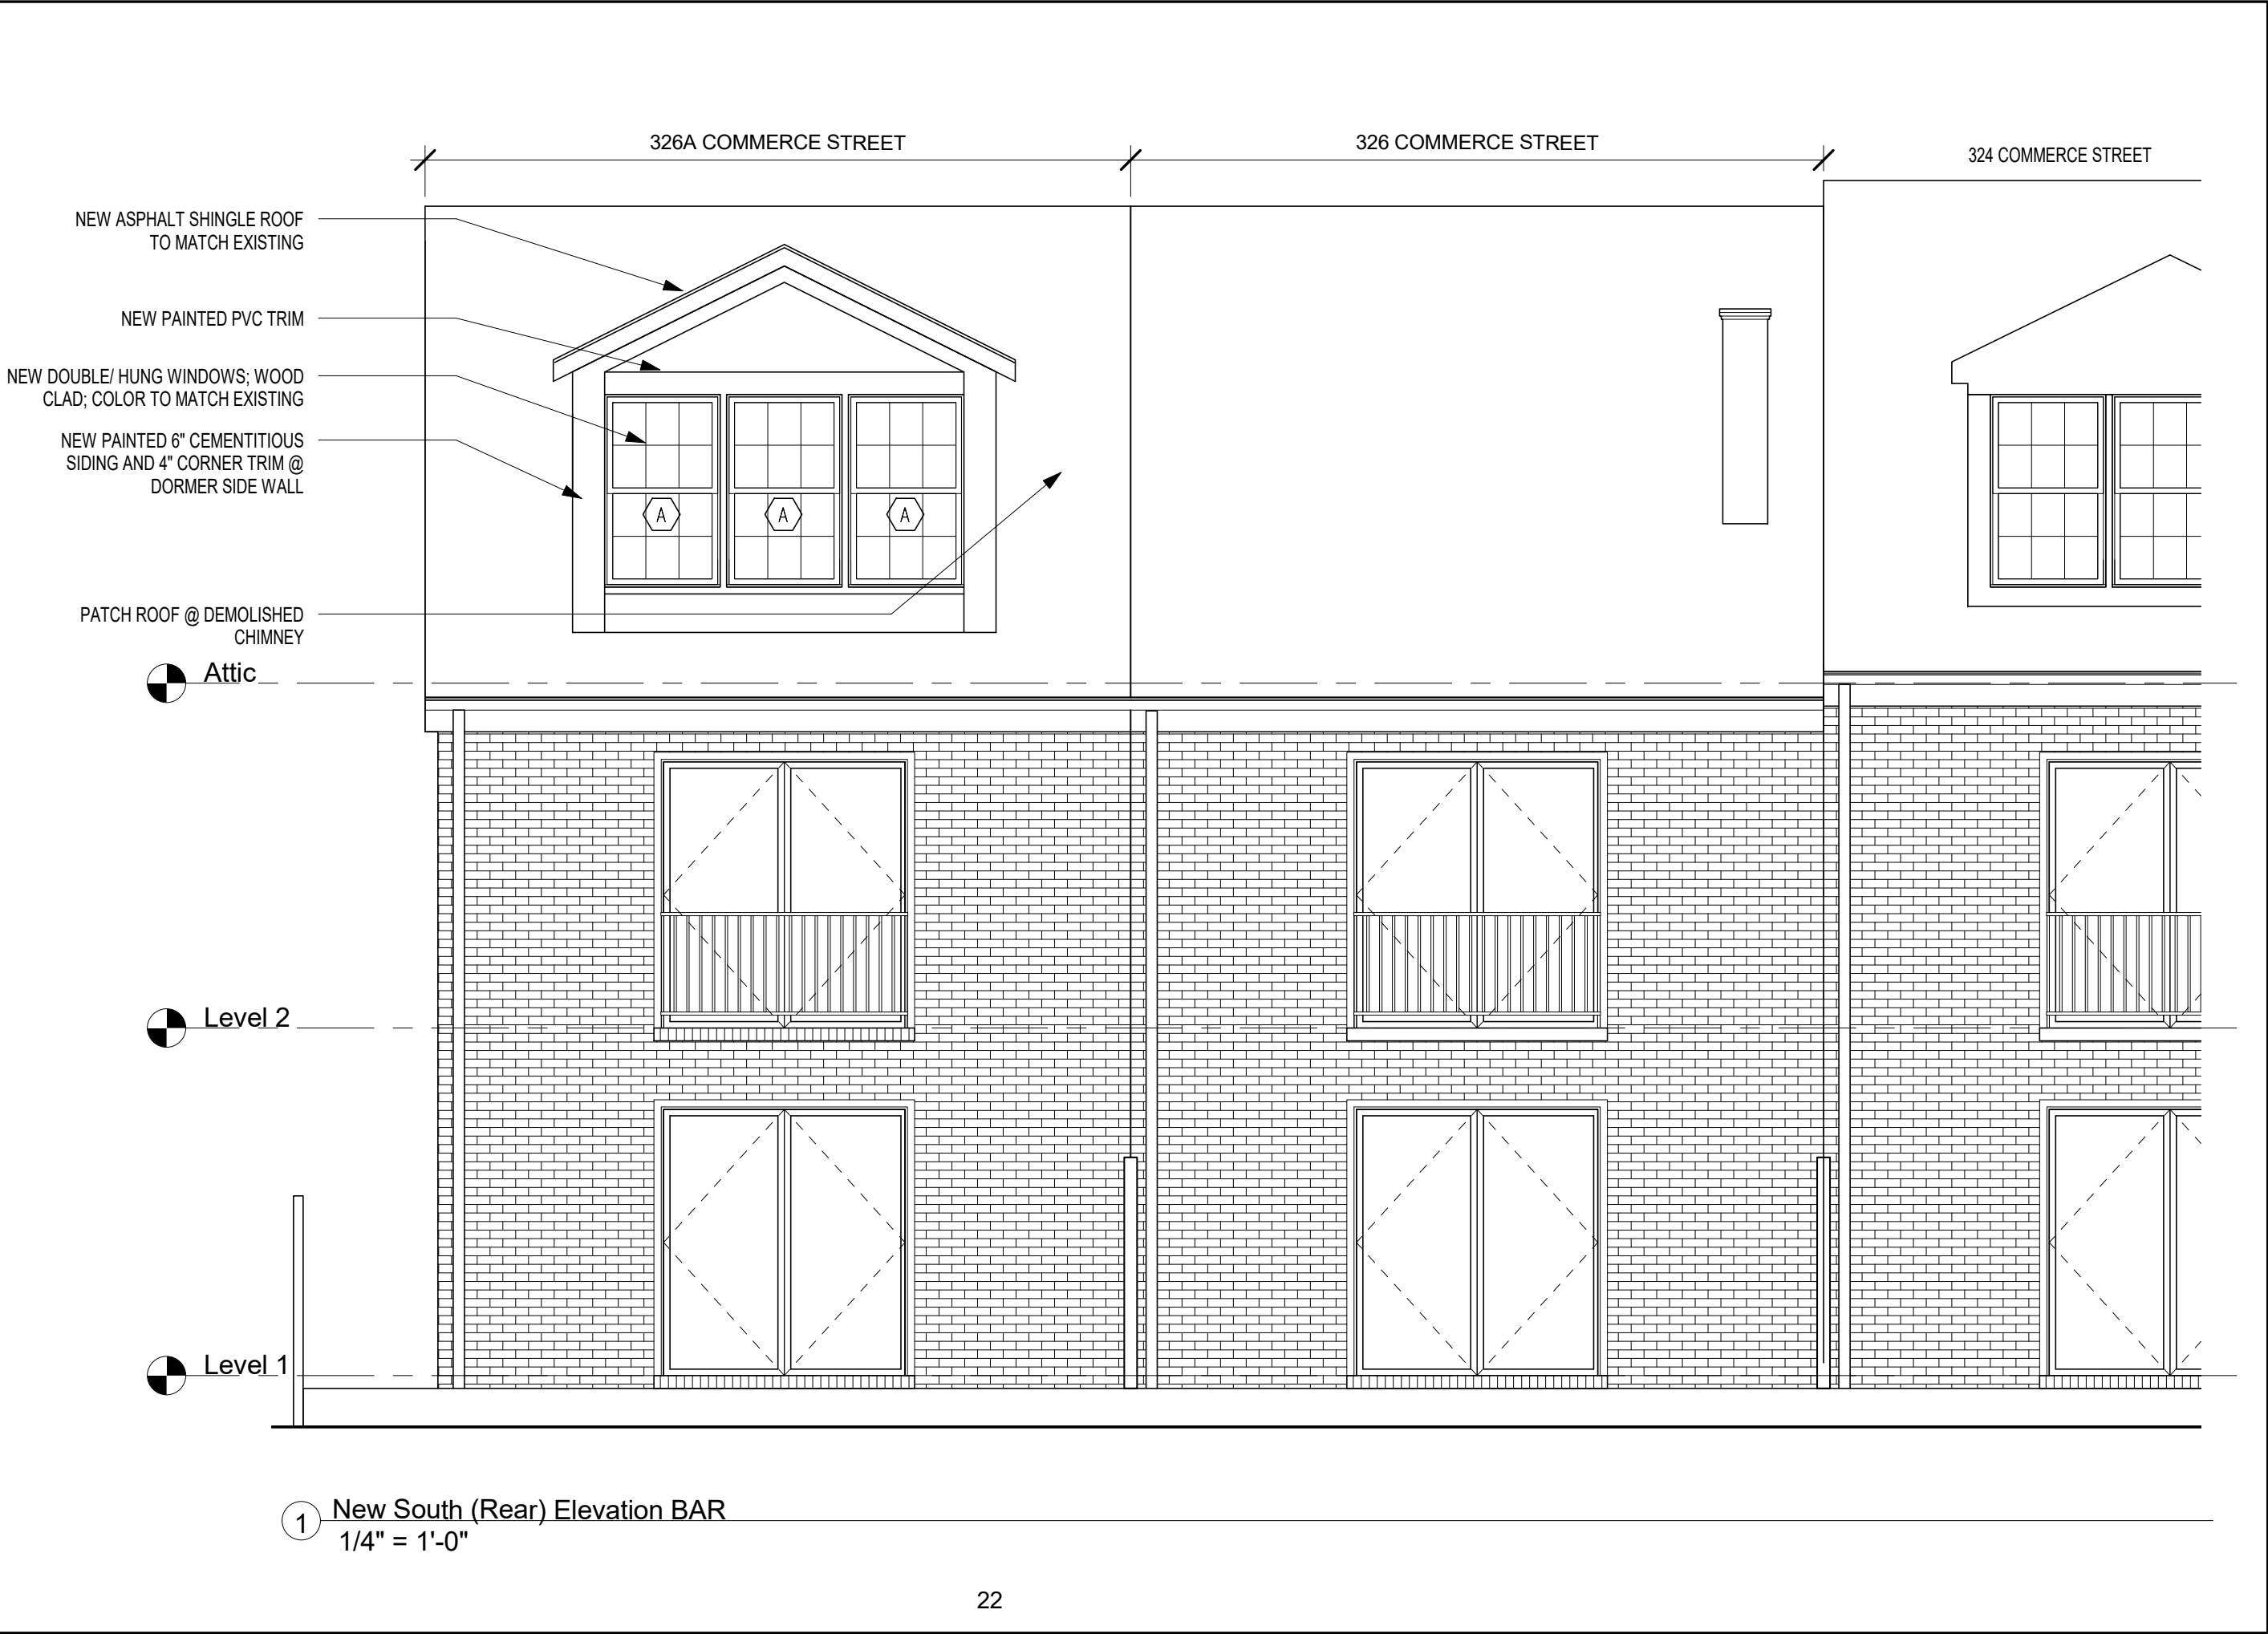 326A COMMERCE STREET
326 COMMERCE STREET
324 COMMERCE STREET
NEW ASPHALT SHINGLE ROOF
TO MATCH EXISTING
NEW PAINTED PVC TRIM
NEW DOUBLE/ HUNG WINDOWS; WOOD
CLAD; COLOR TO MATCH EXISTING
NEW PAINTED 6" CEMENTITIOUS
SIDING AND 4" CORNER TRIM @
DORMER SIDE WALL
A
A
A
PATCH ROOF @ DEMOLISHED
CHIMNEY
Attic
Level 2
Level 1
1
New South (Rear) Elevation BAR
1/4" = 1'-0"
22